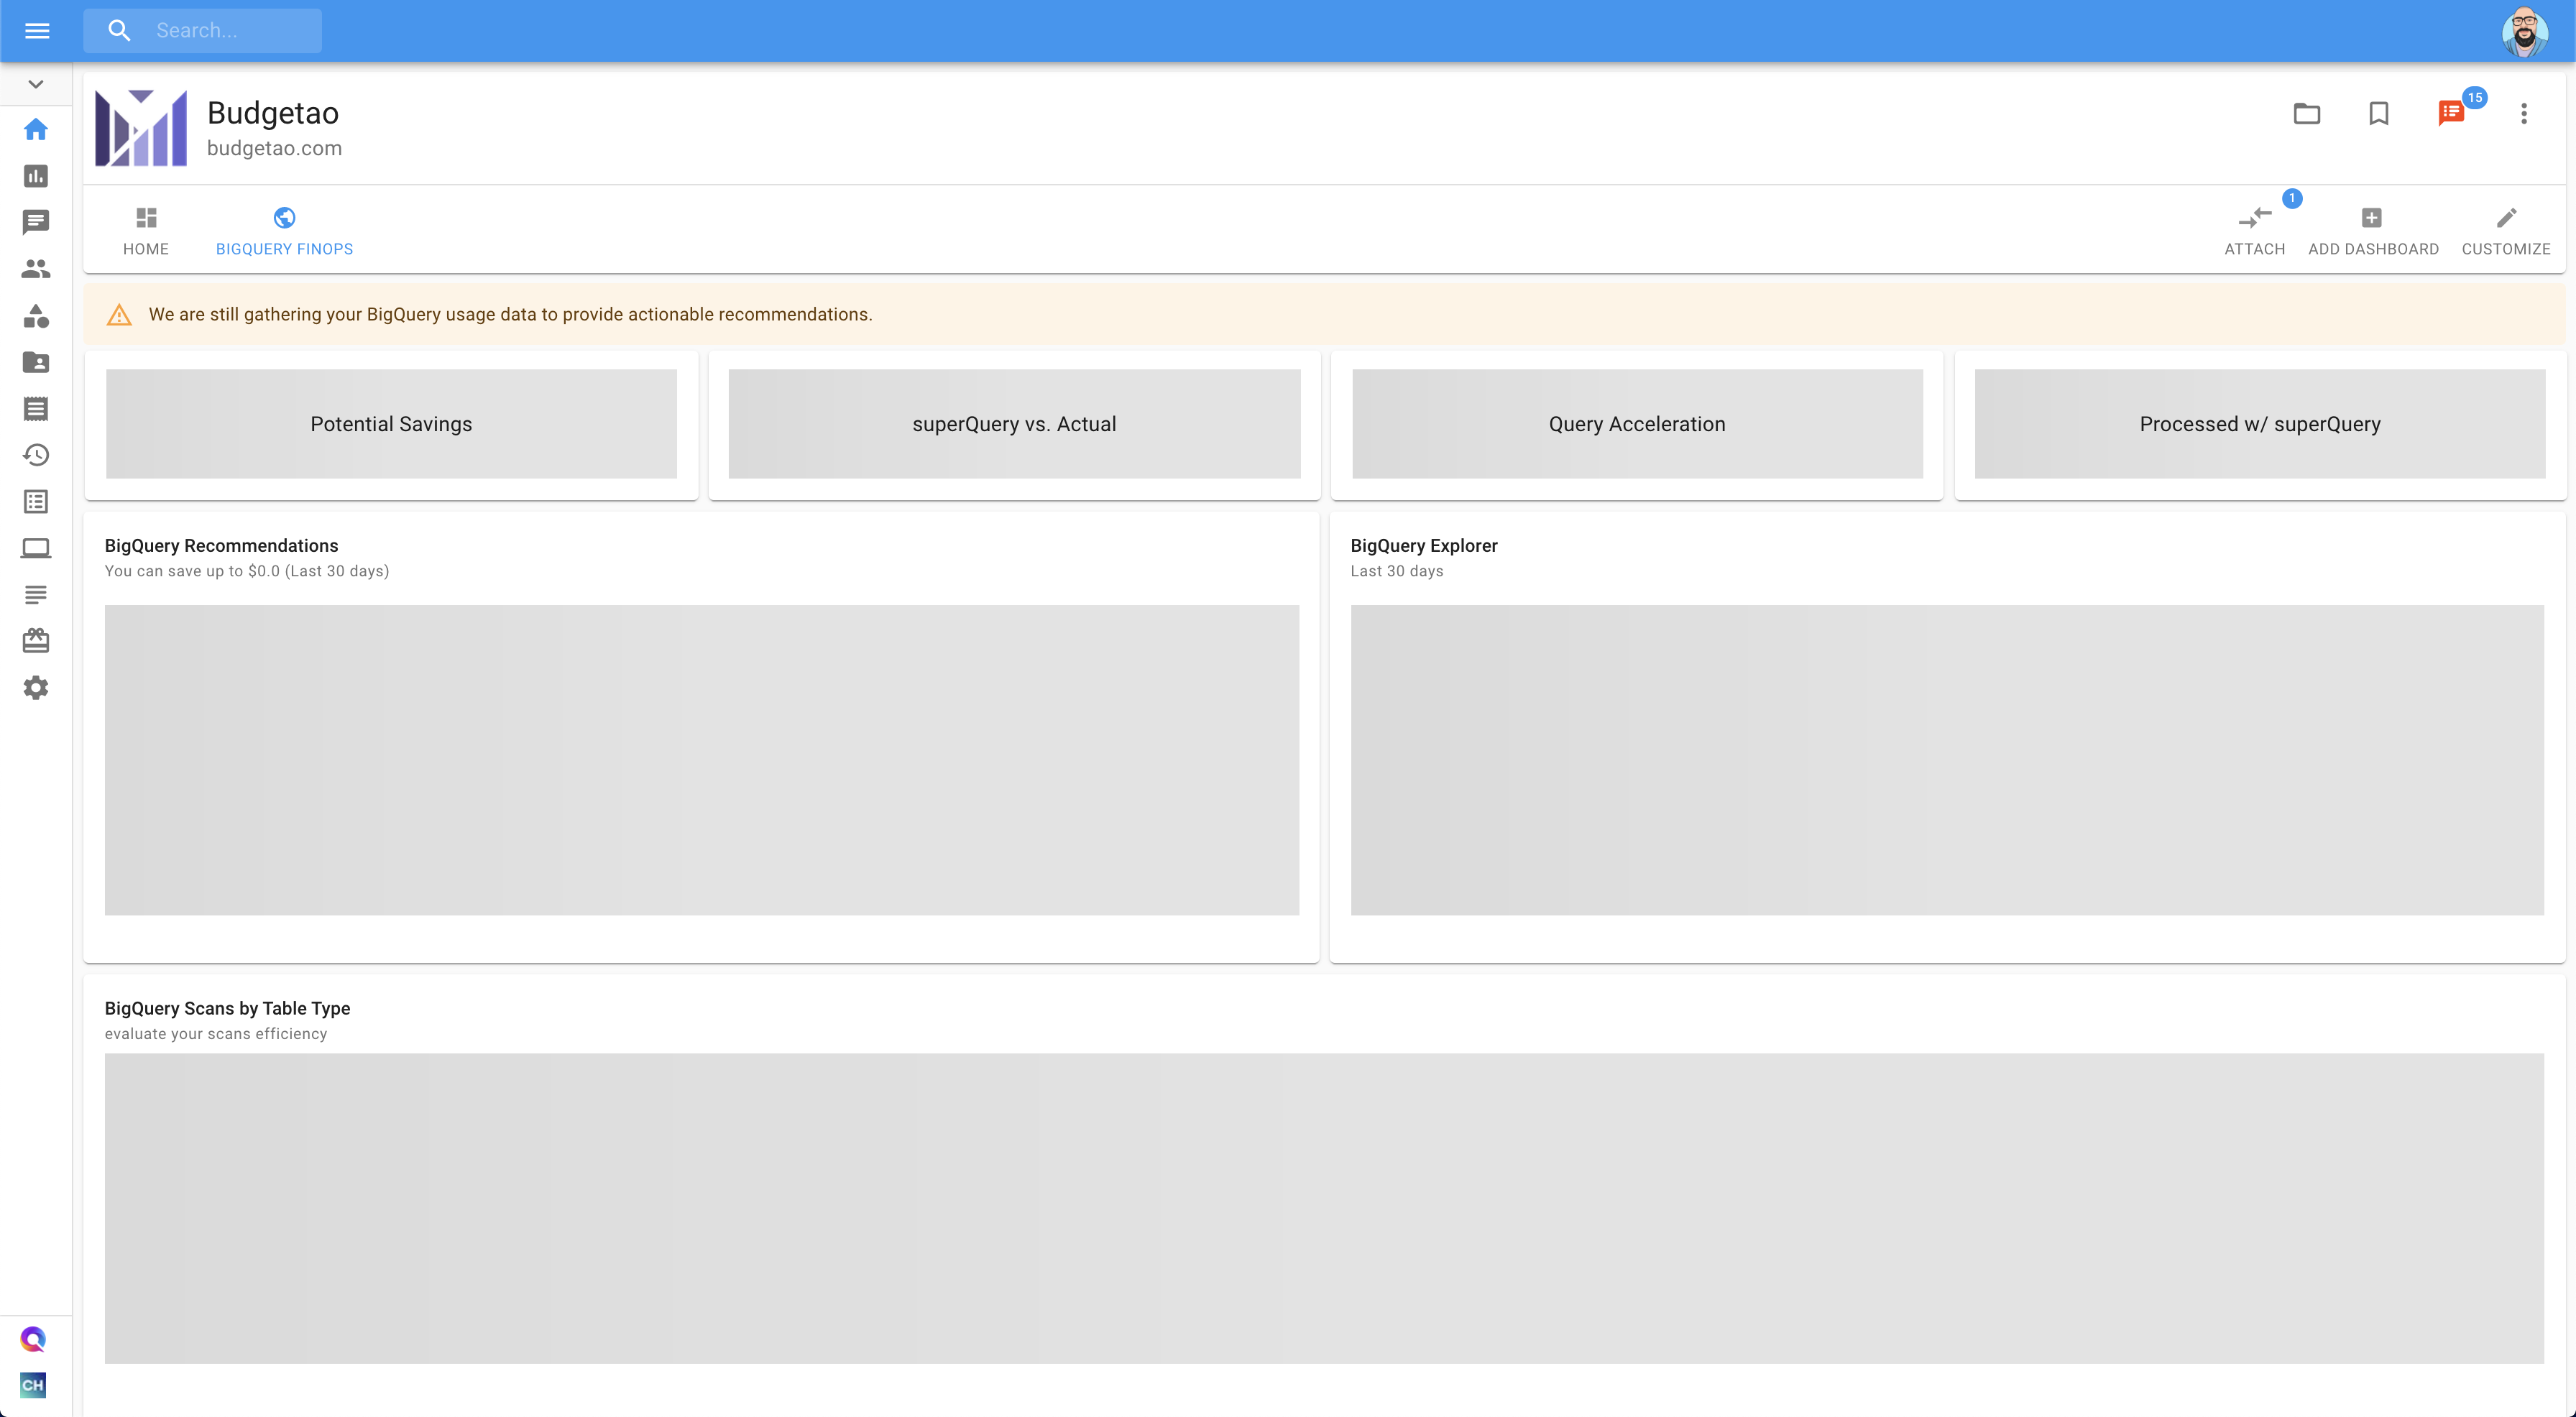 Search...
Budgetao
budgetao.com
15
HOME
BIGQUERY FINOPS
1
ATTACH
ADD DASHBOARD
CUSTOMIZE
We are still gathering your BigQuery usage data to provide actionable recommendations.
Potential Savings
superQuery vs. Actual
Query Acceleration
Processed w/ superQuery
BigQuery Recommendations
You can save up to $0.0 (Last 30 days)
BigQuery Explorer
Last 30 days
BigQuery Scans by Table Type
evaluate your scans efficiency
CH